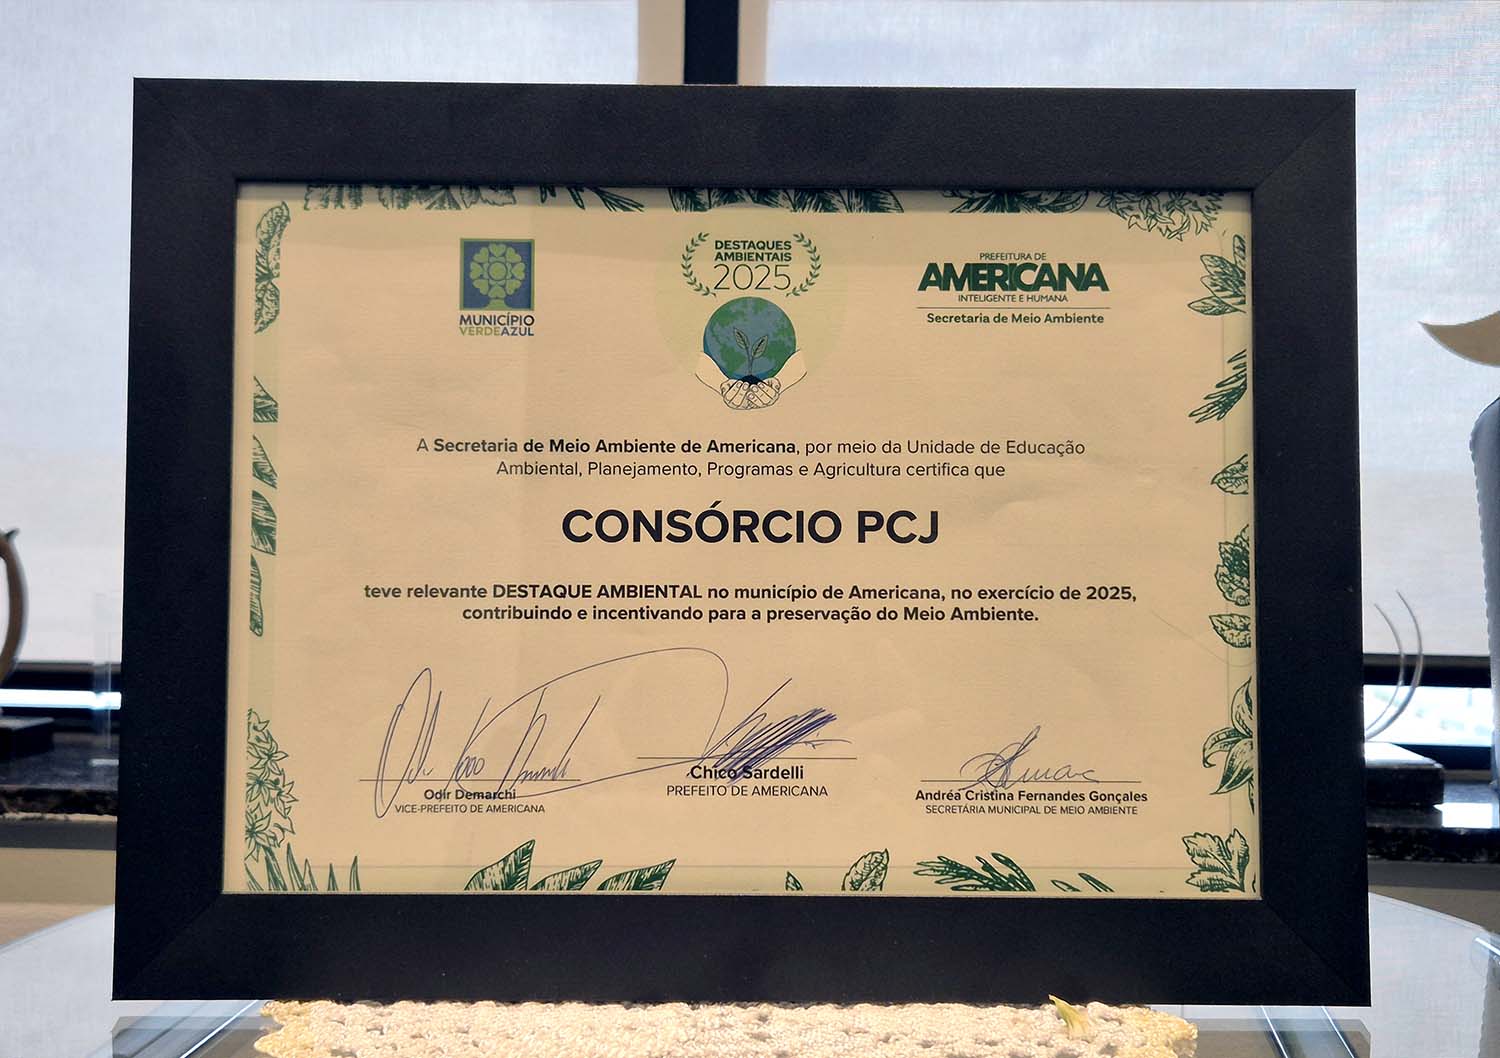 MUNICÍPIO
VERDEAZUL
DESTAQUES
AMBIENTAIS
2025
PREFEITURA DE
AMERICANA
INTELIGENTE E HUMANA
Secretaria de Meio Ambiente
A Secretaria de Meio Ambiente de Americana, por meio da Unidade de Educação
Ambiental, Planejamento, Programas e Agricultura certifica que
CONSÓRCIO PCJ
teve relevante DESTAQUE AMBIENTAL no município de Americana, no exercício de 2025,
contribuindo e incentivando para a preservação do Meio Ambiente.
Odir Demarchi
VICE-PREFEITO DE AMERICANA
Chico Sardelli
PREFEITO DE AMERICANA
Andréa Cristina Fernandes Gonçales
SECRETÁRIA MUNICIPAL DE MEIO AMBIENTE